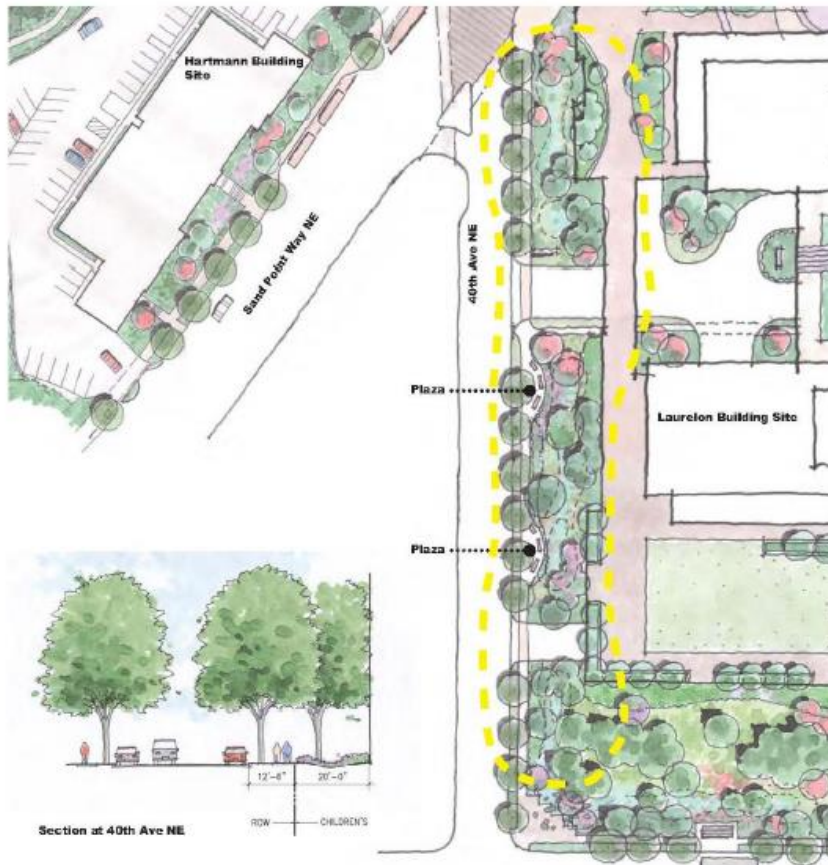 Hartmann Building
Site
Sand Point Way NE
40th Ave NE
Plaza
Laurelon Building Site
Plaza
12'-6"
20'-0"
ROW
CHILDREN'S
Section at 40th Ave NE